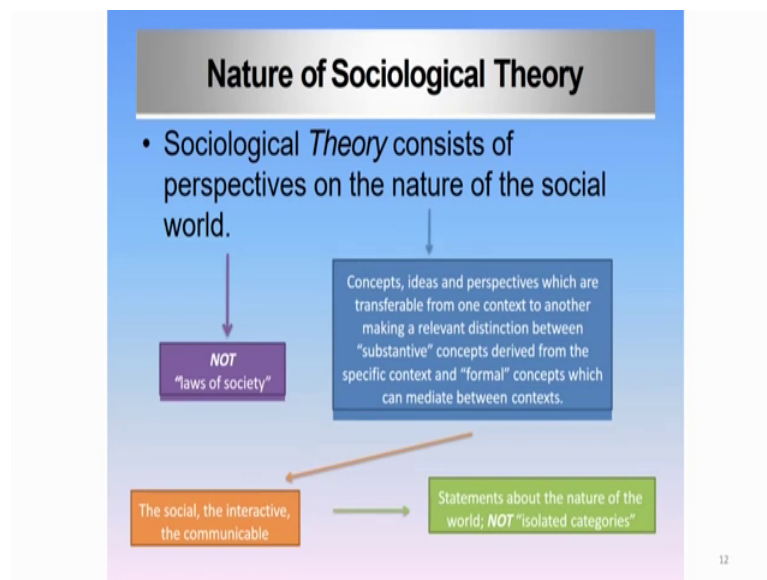 Nature of Sociological Theory
• Sociological Theory consists of
perspectives on the nature of the social
world.
Concepts, ideas and perspectives which are
transferable from one context to another
making a relevant distinction between
“substantive” concepts derived from the
specific context and “formal” concepts which
can mediate between contexts.
NOT
“laws of society”
The social, the interactive,
the communicable
Statements about the nature of the
world; NOT “isolated categories”
12